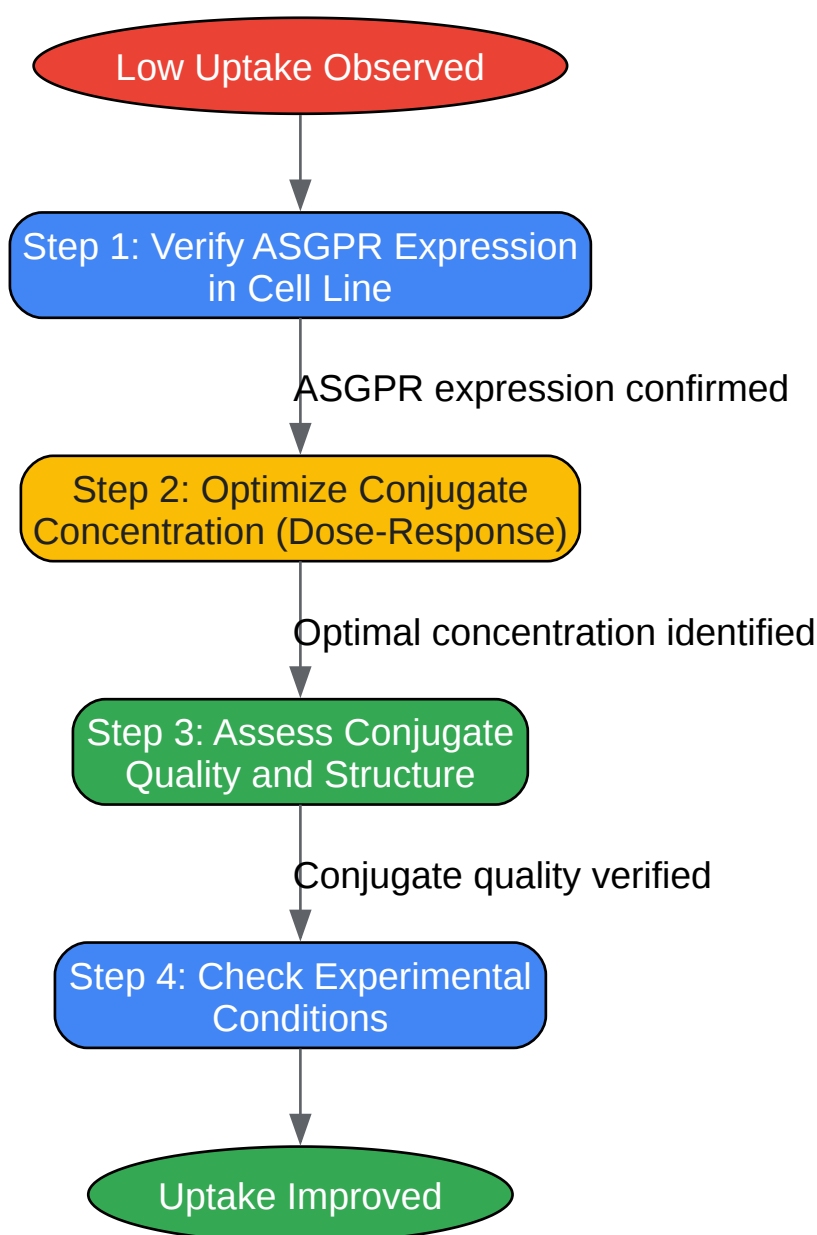 Low Uptake Observed
Step 1: Verify ASGPR Expression
in Cell Line
ASGPR expression confirmed
Step 2: Optimize Conjugate
Concentration (Dose-Response)
Optimal concentration identified
Step 3: Assess Conjugate
Quality and Structure
Conjugate quality verified
Step 4: Check Experimental
Conditions
Uptake Improved